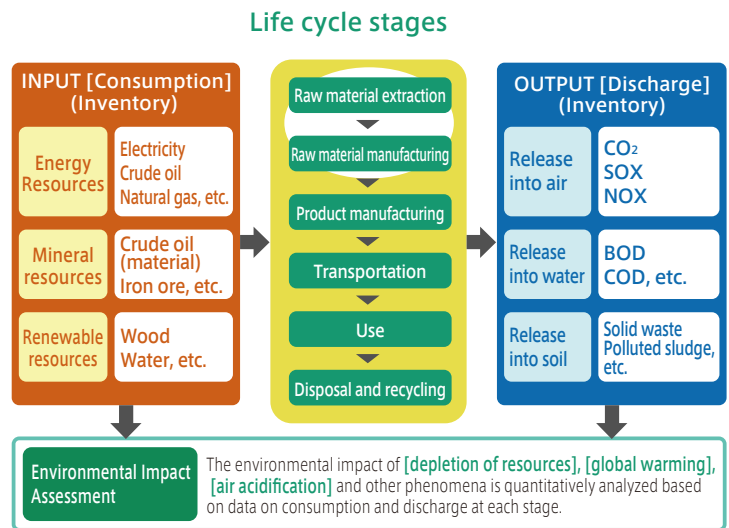 Life cycle stages
INPUT [Consumption]
(Inventory)
Energy
Resources
Electricity
Crude oil
Natural gas, etc.
Mineral
resources
Crude oil
(material)
Iron ore, etc.
Renewable
resources
Wood
Water, etc.
Raw material extraction
Raw material manufacturing
Product manufacturing
Transportation
Use
Disposal and recycling
OUTPUT [Discharge]
(Inventory)
Release
into air
CO₂
SOX
NOX
Release
into water
BOD
COD, etc.
Release
into soil
Solid waste
Polluted sludge,
etc.
Environmental Impact
Assessment
The environmental impact of [depletion of resources], [global warming],
[air acidification] and other phenomena is quantitatively analyzed based
on data on consumption and discharge at each stage.